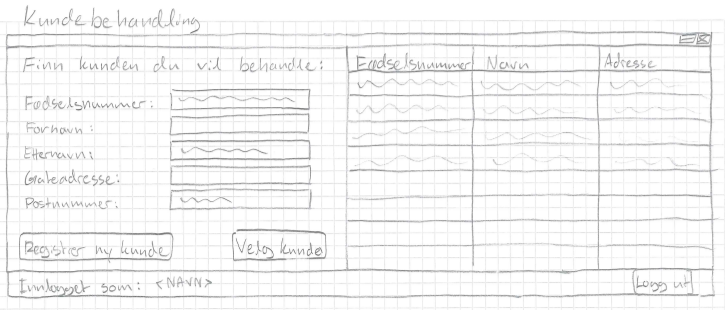 Kundebehandling
Finn kunden du vil behandle:
Fødselsnummer:
Fornavn:
Etternavn:
Gateadresse:
Postnummer:
Registrer ny kunde
Velg kunde
Fødselsnummer Navn Adresse
Innlogget som: <NAVN>
Logg ut